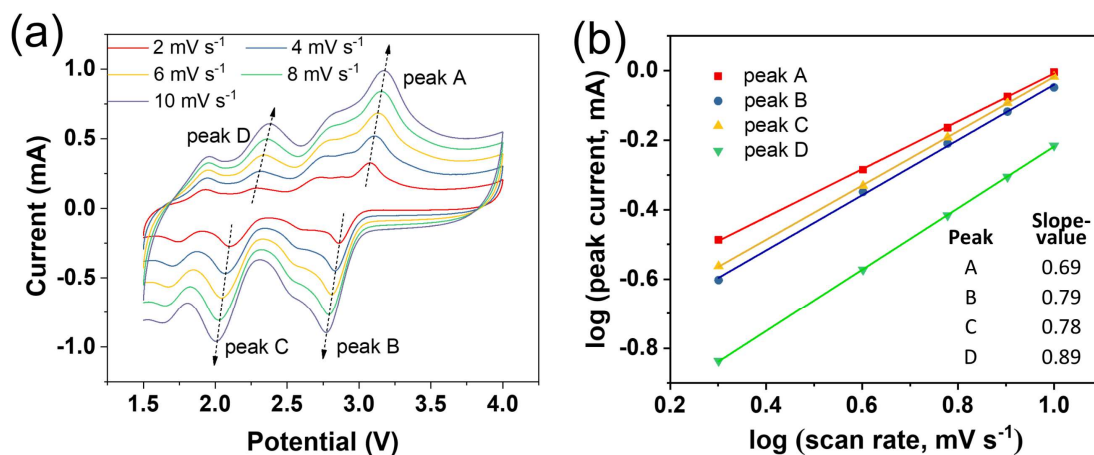 (a)
2 mV s⁻¹ 4 mV s⁻¹
6 mV s⁻¹ 8 mV s⁻¹
10 mV s⁻¹
peak A
peak D
peak C
peak B
1.0
0.5
0.0
-0.5
-1.0
Current (mA)
1.5 2.0 2.5 3.0 3.5 4.0
Potential (V)
(b)
peak A
peak B
peak C
peak D
0.0
-0.2
-0.4
-0.6
-0.8
log (peak current, mA)
Peak Slope-
value
A 0.69
B 0.79
C 0.78
D 0.89
0.2 0.4 0.6 0.8 1.0
log (scan rate, mV s⁻¹)